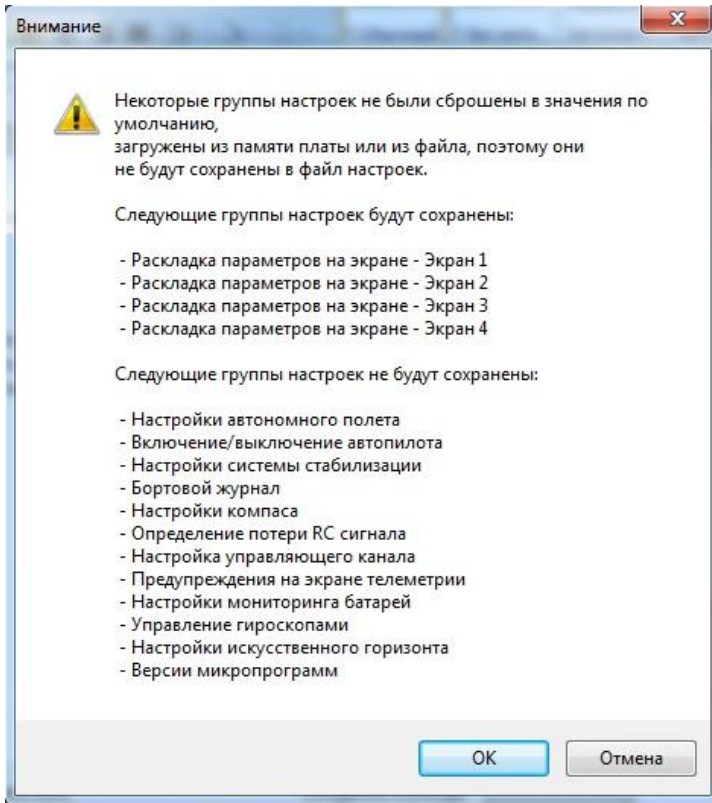 Внимание
Некоторые группы настроек не были сброшены в значения по
умолчанию,
загружены из памяти платы или из файла, поэтому они
не будут сохранены в файл настроек.
Следующие группы настроек будут сохранены:
- Раскладка параметров на экране - Экран 1
- Раскладка параметров на экране - Экран 2
- Раскладка параметров на экране - Экран 3
- Раскладка параметров на экране - Экран 4
Следующие группы настроек не будут сохранены:
- Настройки автономного полета
- Включение/выключение автопилота
- Настройки системы стабилизации
- Бортовой журнал
- Настройки компаса
- Определение потери RC сигнала
- Настройка управляющего канала
- Предупреждения на экране телеметрии
- Настройки мониторинга батарей
- Управление гироскопами
- Настройки искусственного горизонта
- Версии микропрограмм
OK
Отмена